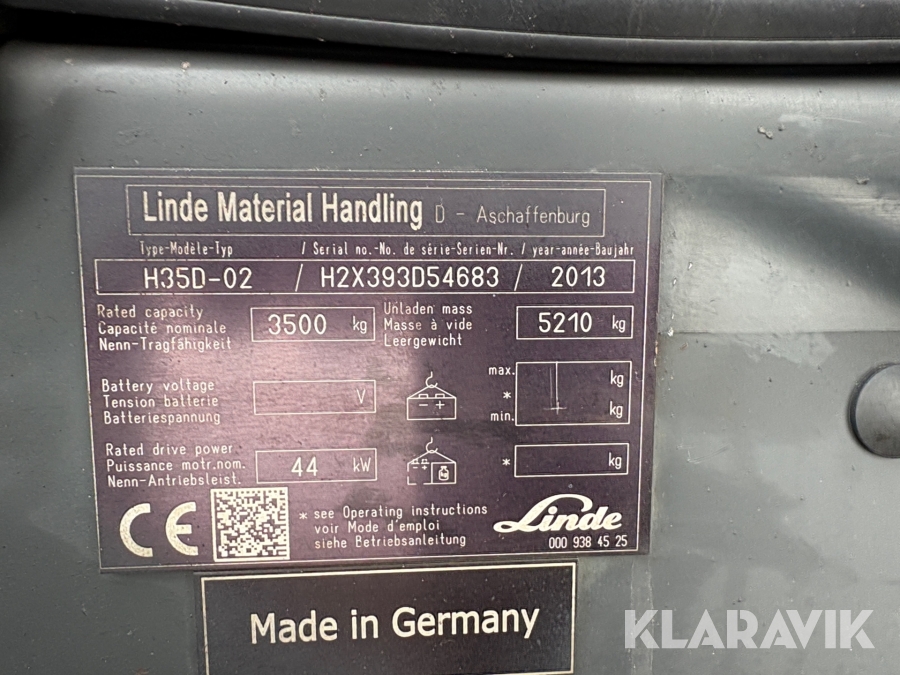 Linde Material Handling D - Aschaffenburg
Type-Modèle-Typ / Serial no.-No. de série-Serien-Nr. / year-année-Baujahr
H35D-02 / H2X393D54683 / 2013
Rated capacity
Capacité nominale
Nenn-Tragfähigkeit
3500 kg
Unladen mass
Masse à vide
Leergewicht
5210 kg
Battery voltage
Tension batterie
Batteriespannung
V
- +
max.
*
min.
kg
kg
Rated drive power
Puissance motr.nom.
Nenn-Antriebsleist.
44 kW
kg
* kg
CE
* see Operating instructions
voir Mode d'emploi
siehe Betriebsanleitung
Linde
000 938 45 25
Made in Germany
KLARAVIK